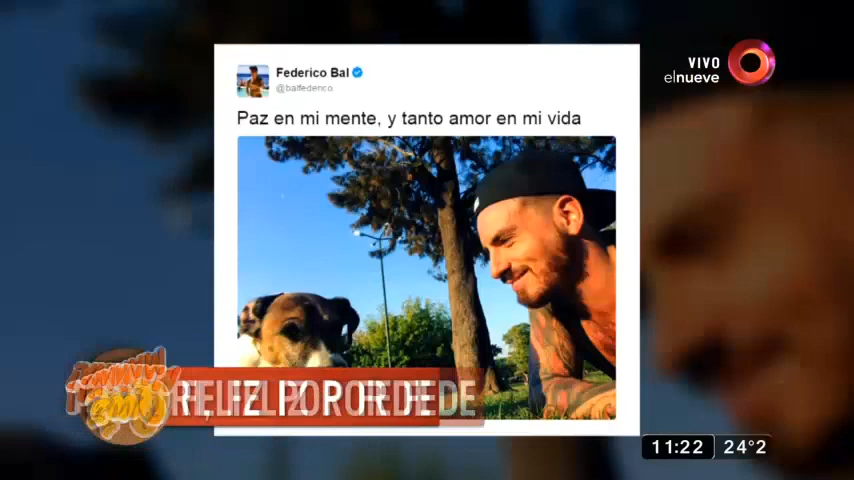 VIVO
elnueve
Federico Bal
@balfederico
Paz en mi mente, y tanto amor en mi vida
11:22
24°2